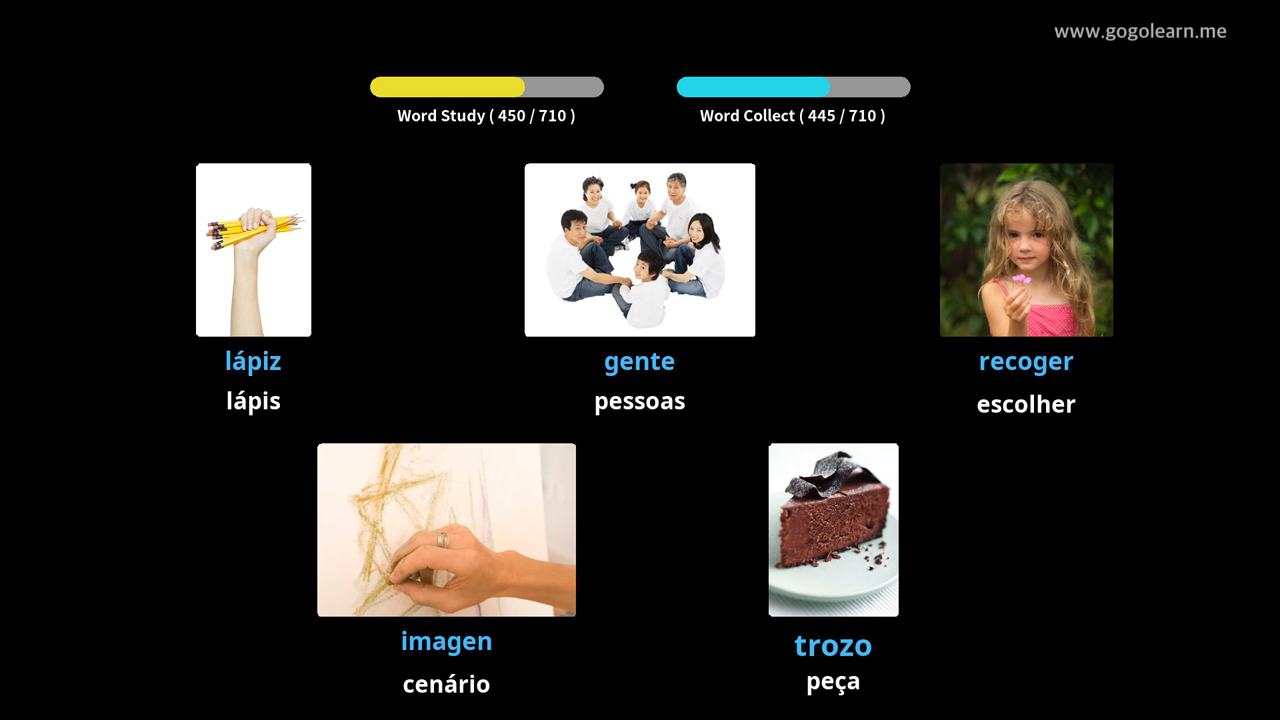 www.gogolearn.me
Word Study ( 450 / 710 )
Word Collect ( 445 / 710 )
lápiz
lápis
gente
pessoas
recoger
escolher
imagen
cenário
trozo
peça